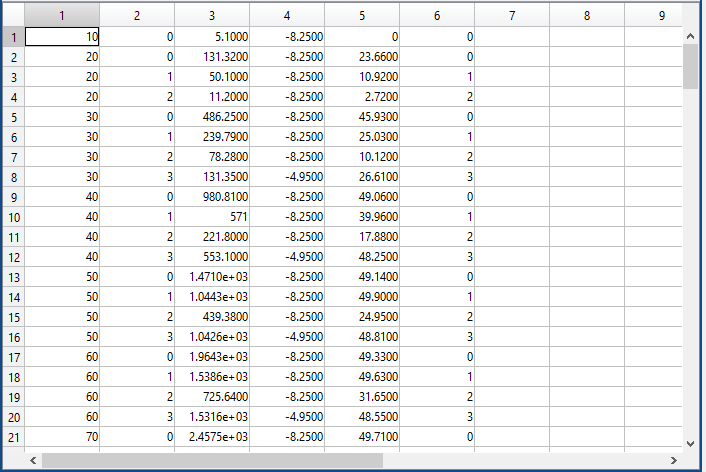 1 2 3 4 5 6 7 8 9
1 10 0 5.1000 -8.2500 0 0
2 20 0 131.3200 -8.2500 23.6600 0
3 20 1 50.1000 -8.2500 10.9200 1
4 20 2 11.2000 -8.2500 2.7200 2
5 30 0 486.2500 -8.2500 45.9300 0
6 30 1 239.7900 -8.2500 25.0300 1
7 30 2 78.2800 -8.2500 10.1200 2
8 30 3 131.3500 -4.9500 26.6100 3
9 40 0 980.8100 -8.2500 49.0600 0
10 40 1 571 -8.2500 39.9600 1
11 40 2 221.8000 -8.2500 17.8800 2
12 40 3 553.1000 -4.9500 48.2500 3
13 50 0 1.4710e+03 -8.2500 49.1400 0
14 50 1 1.0443e+03 -8.2500 49.9000 1
15 50 2 439.3800 -8.2500 24.9500 2
16 50 3 1.0426e+03 -4.9500 48.8100 3
17 60 0 1.9643e+03 -8.2500 49.3300 0
18 60 1 1.5386e+03 -8.2500 49.6300 1
19 60 2 725.6400 -8.2500 31.6500 2
20 60 3 1.5316e+03 -4.9500 48.5500 3
21 70 0 2.4575e+03 -8.2500 49.7100 0